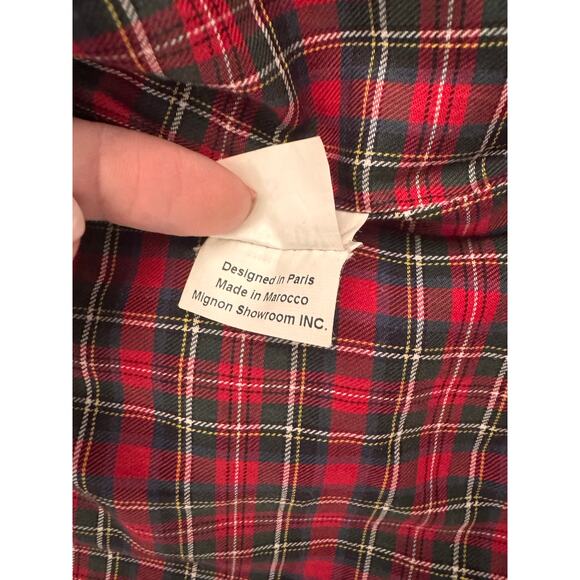 Designed in Paris
Made in Marocco
Mignon Showroom INC.